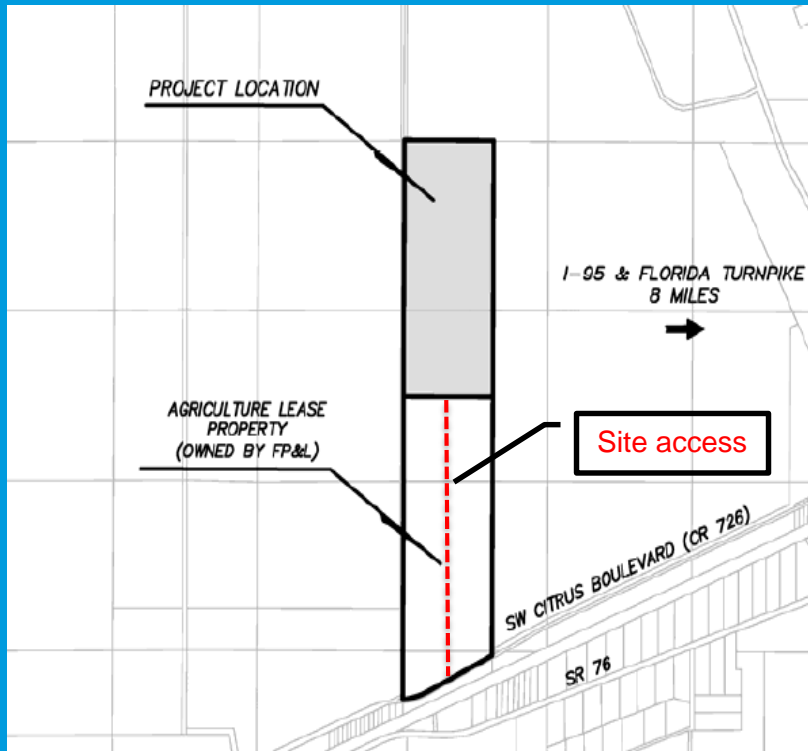 PROJECT LOCATION
I-95 & FLORIDA TURNPIKE
8 MILES
AGRICULTURE LEASE
PROPERTY
(OWNED BY FP&L)
Site access
SW CITRUS BOULEVARD (CR 726)
SR 76